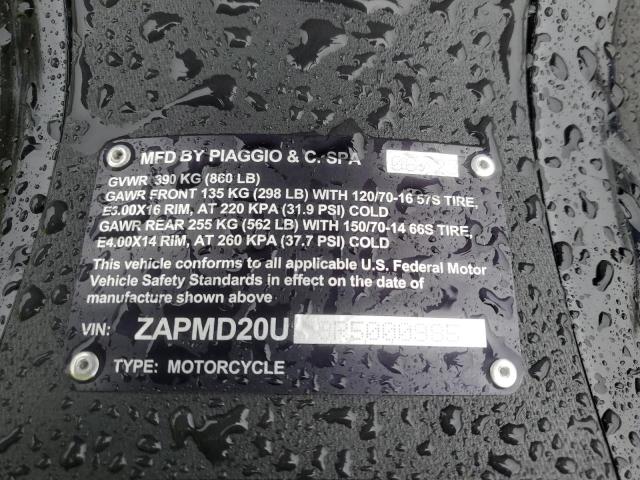 MFD BY PIAGGIO & C. SPA
GVWR 390 KG (860 LB)
GAWR FRONT 135 KG (298 LB) WITH 120/70-16 57S TIRE,
E3.00X16 RIM, AT 220 KPA (31.9 PSI) COLD
GAWR REAR 255 KG (562 LB) WITH 150/70-14 66S TIRE,
E4.00X14 RIM, AT 260 KPA (37.7 PSI) COLD
This vehicle conforms to all applicable U.S. Federal Motor
Vehicle Safety Standards in effect on the date of
manufacture shown above
VIN: ZAPMD20U
TYPE: MOTORCYCLE